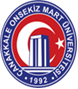 ÇANAKKALE ONSEKİZ MART ÜNİVERSİTESİ
• 1992 •